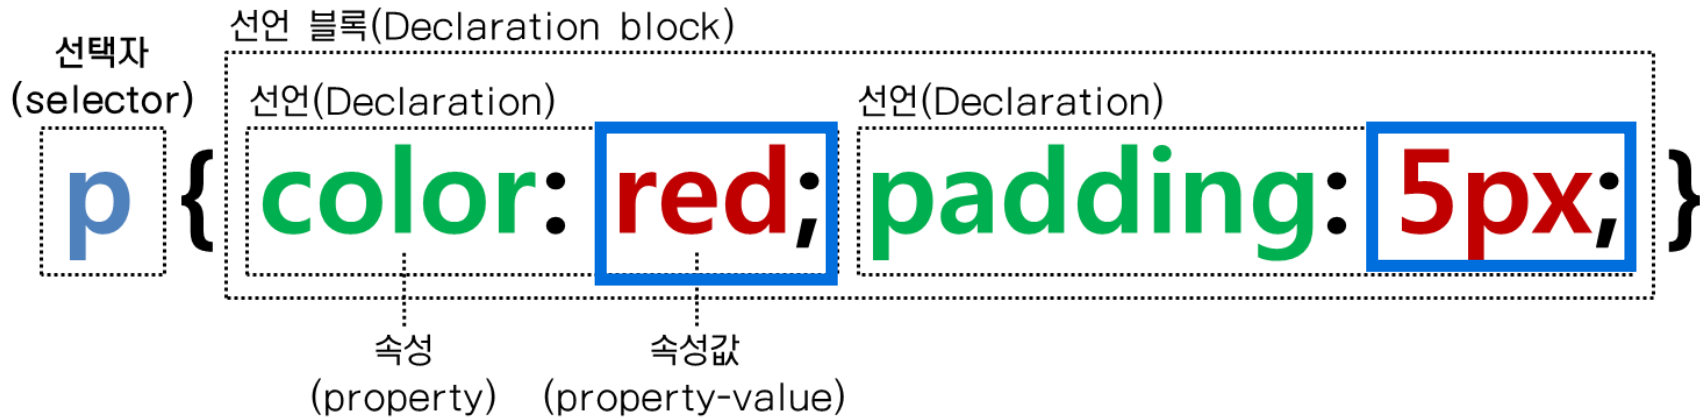 선언 블록(Declaration block)
선택자
(selector)
선언(Declaration) 선언(Declaration)
p { color: red; padding: 5px; }
속성 속성값
(property) (property-value)